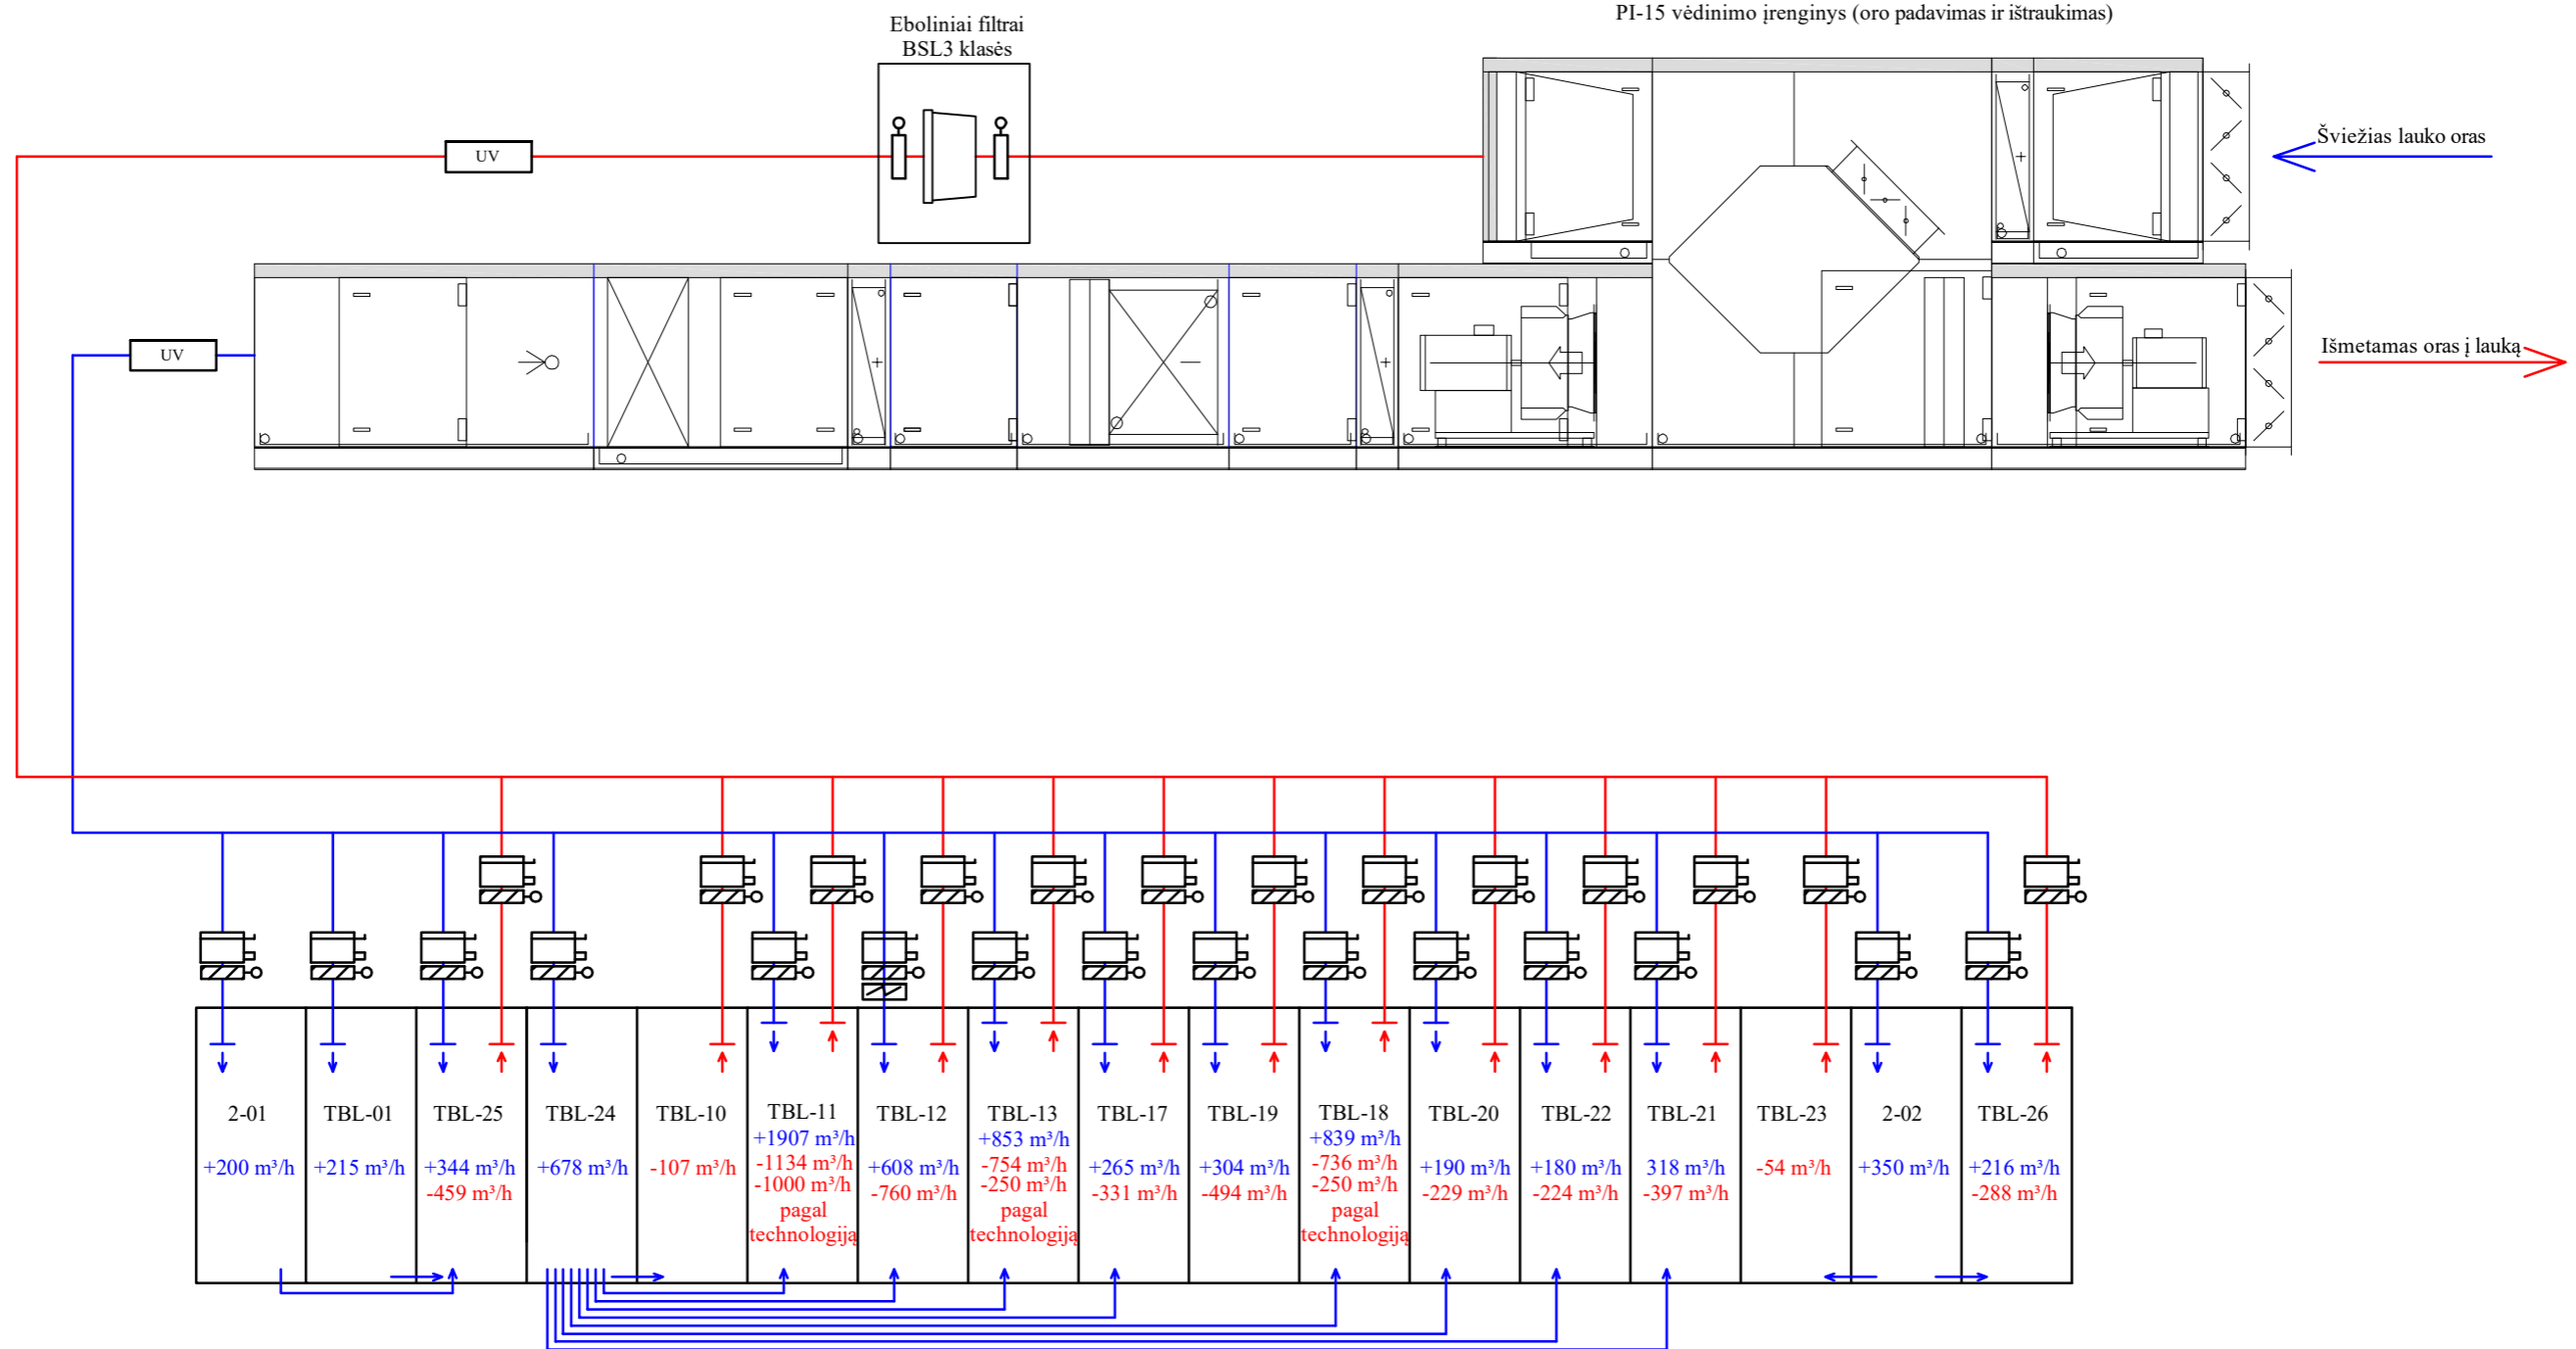 PI-15 vėdinimo įrenginys (oro padavimas ir ištraukimas)
Eboliniai filtrai
BSL3 klasės
UV
Šviežias lauko oras
UV
Išmetamas oras į lauką
2-01
+200 m³/h
TBL-01
+215 m³/h
TBL-25
+344 m³/h
-459 m³/h
TBL-24
+678 m³/h
TBL-10
-107 m³/h
TBL-11
+1907 m³/h
-1134 m³/h
-1000 m³/h
pagal
technologiją
TBL-12
+608 m³/h
-760 m³/h
TBL-13
+853 m³/h
-754 m³/h
-250 m³/h
pagal
technologiją
TBL-17
+265 m³/h
-331 m³/h
TBL-19
+304 m³/h
-494 m³/h
TBL-18
+839 m³/h
-736 m³/h
-250 m³/h
pagal
technologiją
TBL-20
+190 m³/h
-229 m³/h
TBL-22
+180 m³/h
-224 m³/h
TBL-21
318 m³/h
-397 m³/h
TBL-23
-54 m³/h
2-02
+350 m³/h
TBL-26
+216 m³/h
-288 m³/h